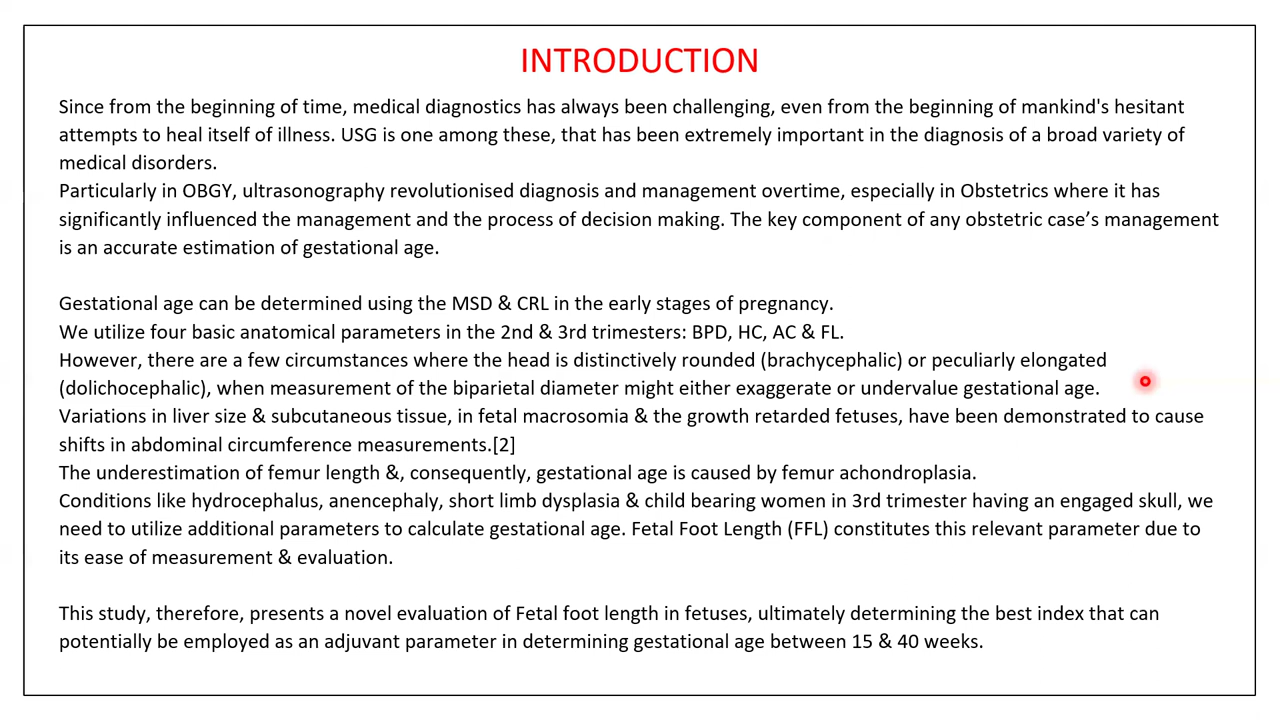 INTRODUCTION
Since from the beginning of time, medical diagnostics has always been challenging, even from the beginning of mankind's hesitant
attempts to heal itself of illness. USG is one among these, that has been extremely important in the diagnosis of a broad variety of
medical disorders.
Particularly in OBGY, ultrasonography revolutionised diagnosis and management overtime, especially in Obstetrics where it has
significantly influenced the management and the process of decision making. The key component of any obstetric case’s management
is an accurate estimation of gestational age.
Gestational age can be determined using the MSD & CRL in the early stages of pregnancy.
We utilize four basic anatomical parameters in the 2nd & 3rd trimesters: BPD, HC, AC & FL.
However, there are a few circumstances where the head is distinctively rounded (brachycephalic) or peculiarly elongated
(dolichocephalic), when measurement of the biparietal diameter might either exaggerate or undervalue gestational age.
Variations in liver size & subcutaneous tissue, in fetal macrosomia & the growth retarded fetuses, have been demonstrated to cause
shifts in abdominal circumference measurements.[2]
The underestimation of femur length &, consequently, gestational age is caused by femur achondroplasia.
Conditions like hydrocephalus, anencephaly, short limb dysplasia & child bearing women in 3rd trimester having an engaged skull, we
need to utilize additional parameters to calculate gestational age. Fetal Foot Length (FFL) constitutes this relevant parameter due to
its ease of measurement & evaluation.
This study, therefore, presents a novel evaluation of Fetal foot length in fetuses, ultimately determining the best index that can
potentially be employed as an adjuvant parameter in determining gestational age between 15 & 40 weeks.